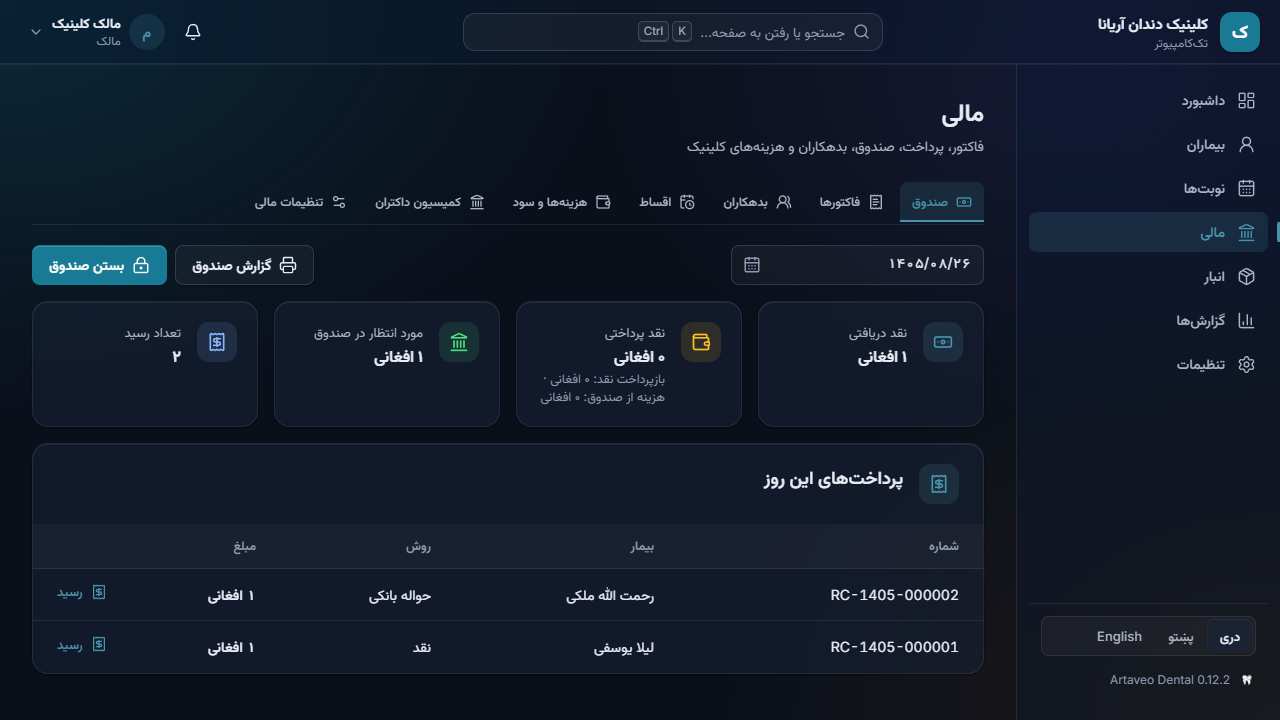 کلینیک دندان آریانا
تک‌کامپیوتر
ک
جستجو یا رفتن به صفحه... Ctrl K
مالک کلینیک
مالک
م
داشبورد
بیماران
نوبت‌ها
مالی
انبار
گزارش‌ها
تنظیمات
دری پښتو English
Artaveo Dental 0.12.2
مالی
فاکتور، پرداخت، صندوق، بدهکاران و هزینه‌های کلینیک
صندوق فاکتورها بدهکاران اقساط هزینه‌ها و سود کمیسیون داکتران تنظیمات مالی
۱۴۰۵/۰۸/۲۶
گزارش صندوق
بستن صندوق
نقد دریافتی
۱ افغانی
نقد پرداختی
۰ افغانی
بازپرداخت نقد: ۰ افغانی ·
هزینه از صندوق: ۰ افغانی
مورد انتظار در صندوق
۱ افغانی
تعداد رسید
۲
پرداخت‌های این روز
شماره بیمار روش مبلغ
RC-1405-000002 رحمت الله ملکی حواله بانکی ۱ افغانی رسید
RC-1405-000001 لیلا یوسفی نقد ۱ افغانی رسید